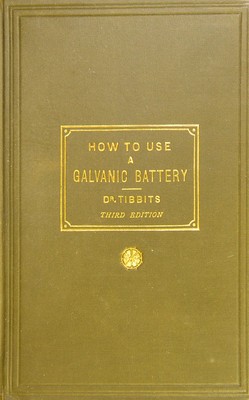 HOW TO USE
A
GALVANIC BATTERY
DR. TIBBITS
THIRD EDITION